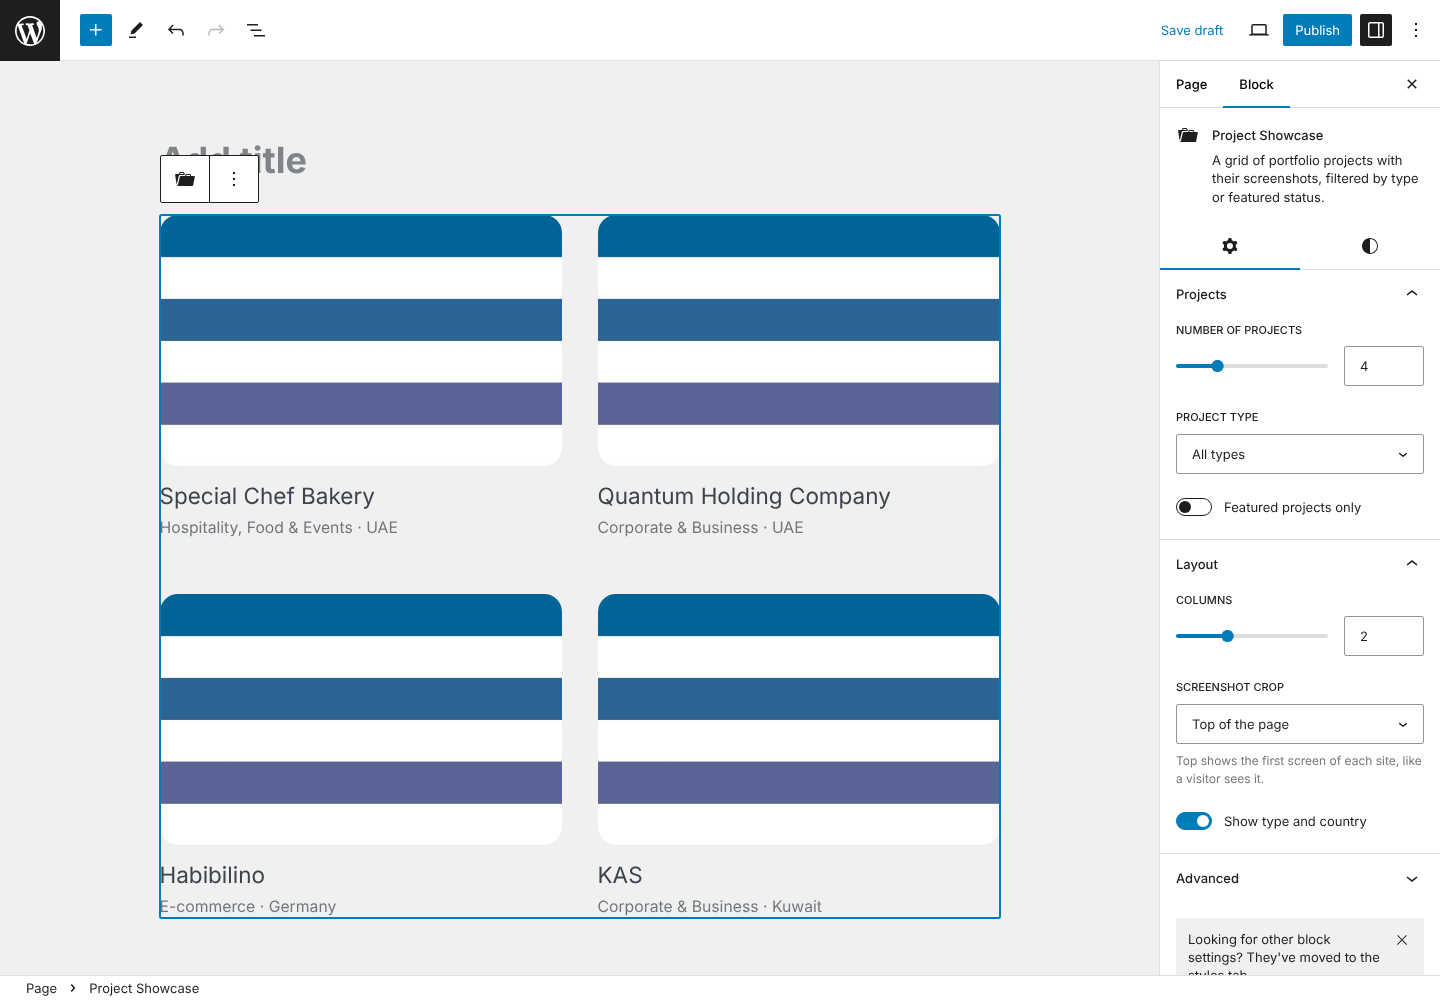 Save draft
Publish
Page
Block
Project Showcase
A grid of portfolio projects with
their screenshots, filtered by type
or featured status.
Add title
Special Chef Bakery
Hospitality, Food & Events · UAE
Quantum Holding Company
Corporate & Business · UAE
Habibilino
E-commerce · Germany
KAS
Corporate & Business · Kuwait
Projects
NUMBER OF PROJECTS
4
PROJECT TYPE
All types
Featured projects only
Layout
COLUMNS
2
SCREENSHOT CROP
Top of the page
Top shows the first screen of each site, like
a visitor sees it.
Show type and country
Advanced
Looking for other block
settings? They've moved to the
styles tab
Page
Project Showcase